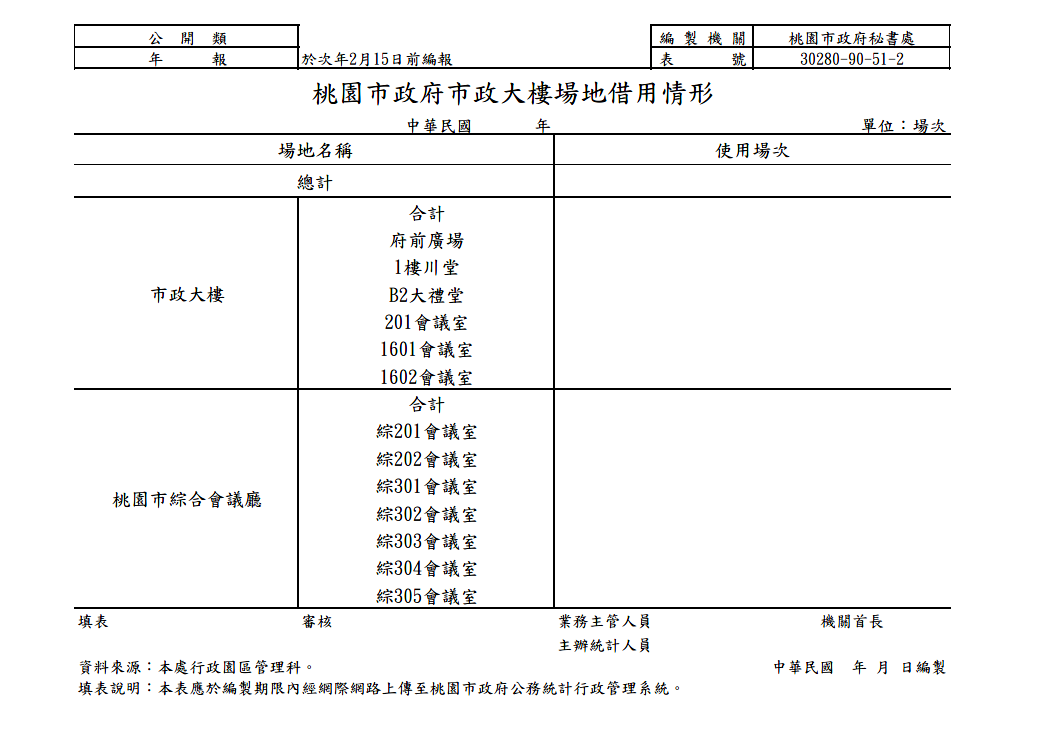 公開類 編製機關 桃園市政府秘書處
年報 於次年2月15日前編報 表號 30280-90-51-2
桃園市政府市政大樓場地借用情形
中華民國 年 單位：場次
場地名稱 使用場次
總計
市政大樓
合計
府前廣場
1樓川堂
B2大禮堂
201會議室
1601會議室
1602會議室
桃園市綜合會議廳
合計
綜201會議室
綜202會議室
綜301會議室
綜302會議室
綜303會議室
綜304會議室
綜305會議室
填表 審核 業務主管人員 機關首長
主辦統計人員
資料來源：本處行政園區管理科。 中華民國 年 月 日編製
填表說明：本表應於編製期限內經網際網路上傳至桃園市政府公務統計行政管理系統。